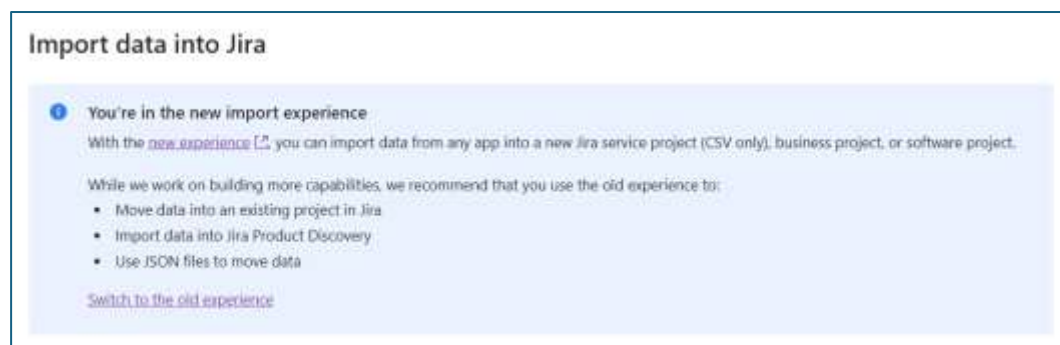 Import data into Jira
You're in the new import experience
With the new experience, you can import data from any app into a new Jira service project (CSV only), business project, or software project.
While we work on building more capabilities, we recommend that you use the old experience to:
• Move data into an existing project in Jira
• Import data into Jira Product Discovery
• Use JSON files to move data
Switch to the old experience